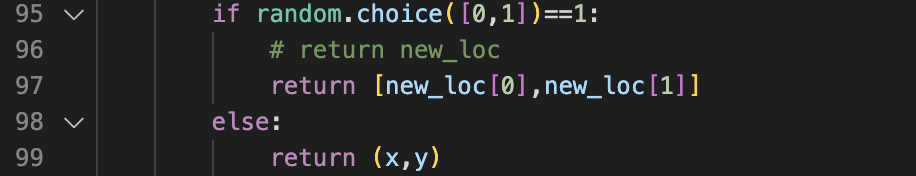 95 if random.choice([0,1])==1:
96 # return new_loc
97 return [new_loc[0],new_loc[1]]
98 else:
99 return (x,y)